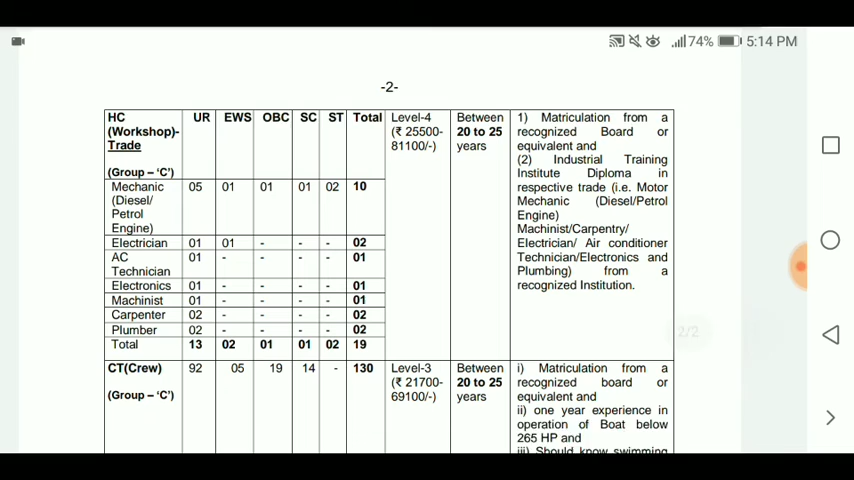 74% 5:14 PM
-2-
HC (Workshop)- Trade (Group – 'C') UR EWS OBC SC ST Total Level-4 (₹ 25500- 81100/-) Between 20 to 25 years
1) Matriculation from a
recognized Board or
equivalent and
(2) Industrial Training
Institute Diploma in
respective trade (i.e. Motor
Mechanic (Diesel/Petrol
Engine)
Machinist/Carpentry/
Electrician/ Air conditioner
Technician/Electronics and
Plumbing) from a
recognized Institution.
Mechanic (Diesel/ Petrol Engine) 05 01 01 01 02 10
Electrician 01 01 - - - 02
AC Technician 01 - - - - 01
Electronics 01 - - - - 01
Machinist 01 - - - - 01
Carpenter 02 - - - - 02
Plumber 02 - - - - 02
Total 13 02 01 01 02 19
2/2
CT(Crew) (Group – 'C') 92 05 19 14 - 130 Level-3 (₹ 21700- 69100/-) Between 20 to 25 years
i) Matriculation from a
recognized board or
equivalent and
ii) one year experience in
operation of Boat below
265 HP and
iii) Should know swimming